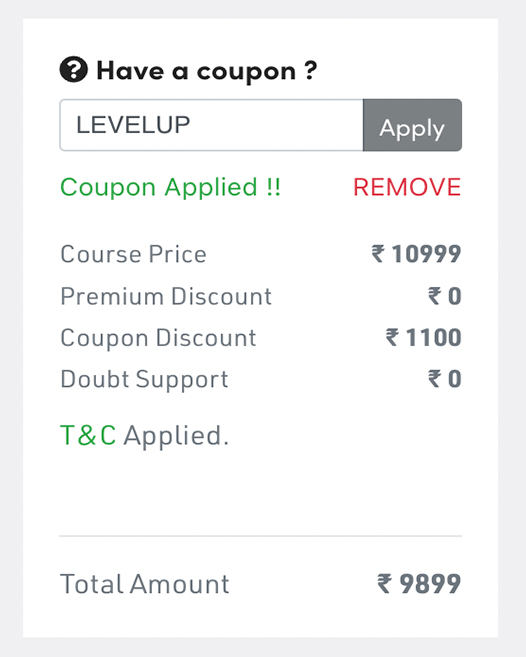 ? Have a coupon ?
LEVELUP Apply
Coupon Applied !! REMOVE
Course Price ₹ 10999
Premium Discount ₹ 0
Coupon Discount ₹ 1100
Doubt Support ₹ 0
T&C Applied.
Total Amount ₹ 9899